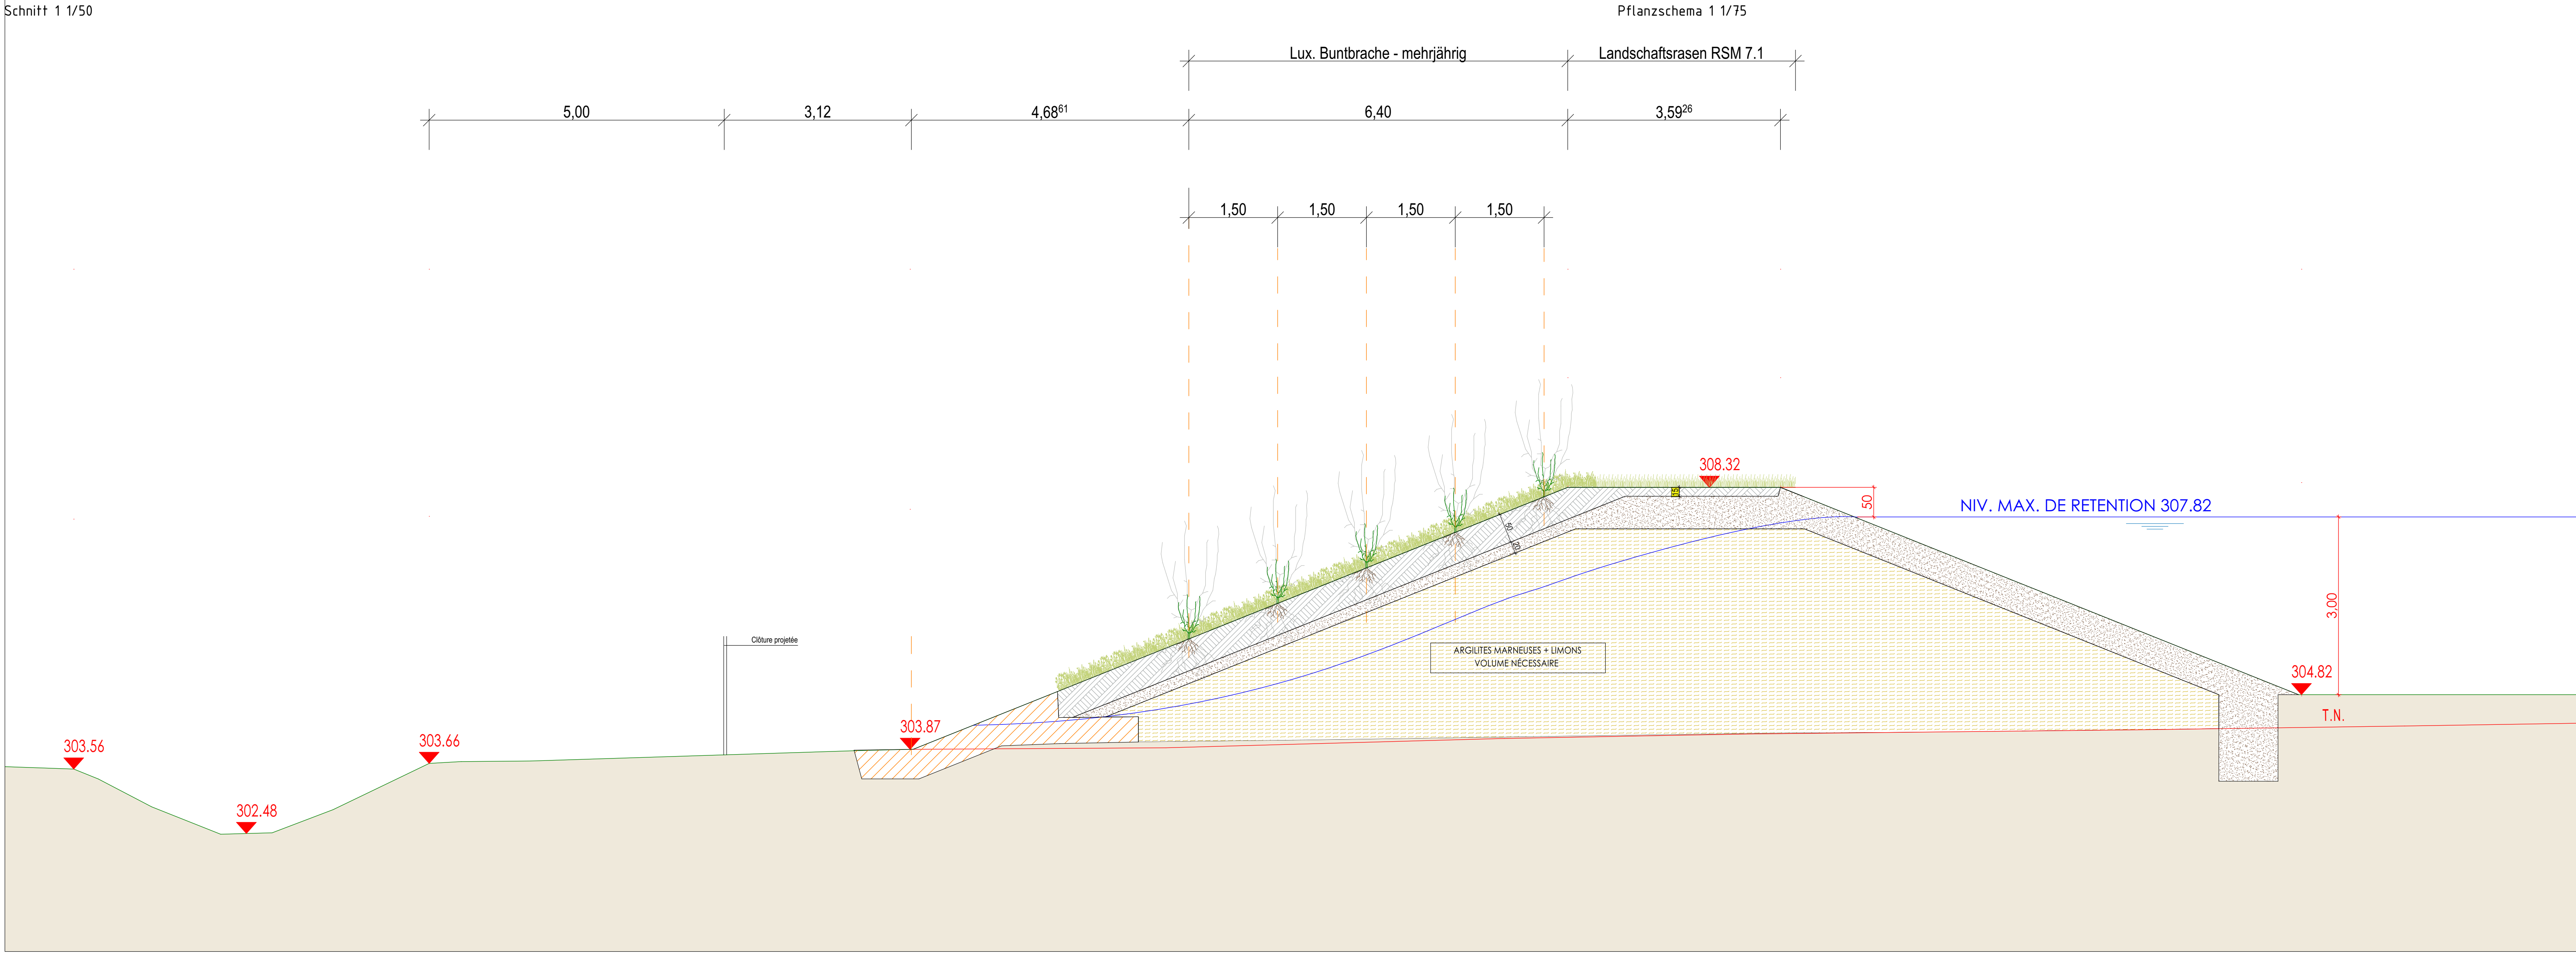 Schnitt 1 1/50
Pflanzschema 1 1/75
Lux. Buntbrache - mehrjährig
Landschaftsrasen RSM 7.1
5,00
3,12
4,68⁶¹
6,40
3,59²⁶
1,50
1,50
1,50
1,50
308.32
15
50
NIV. MAX. DE RETENTION 307.82
50
20
3.00
Clôture projetée
ARGILITES MARNEUSES + LIMONS
VOLUME NÉCESSAIRE
304.82
T.N.
303.87
303.66
303.56
302.48